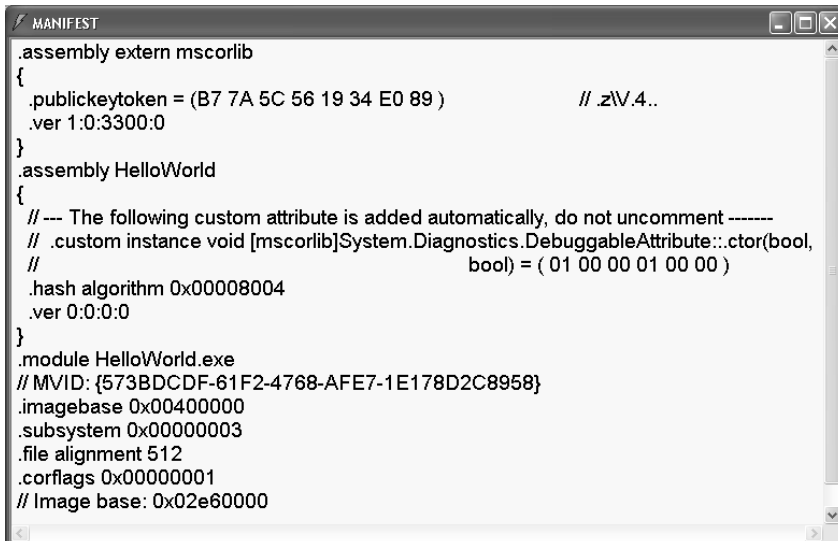 MANIFEST
.assembly extern mscorlib
{
.publickeytoken = (B7 7A 5C 56 19 34 E0 89 ) // .z\V.4..
.ver 1:0:3300:0
}
.assembly HelloWorld
{
// --- The following custom attribute is added automatically, do not uncomment -------
// .custom instance void [mscorlib]System.Diagnostics.DebuggableAttribute::.ctor(bool,
// bool) = ( 01 00 00 01 00 00 )
.hash algorithm 0x00008004
.ver 0:0:0:0
}
.module HelloWorld.exe
// MVID: {573BDCDF-61F2-4768-AFE7-1E178D2C8958}
.imagebase 0x00400000
.subsystem 0x00000003
.file alignment 512
.corflags 0x00000001
// Image base: 0x02e60000